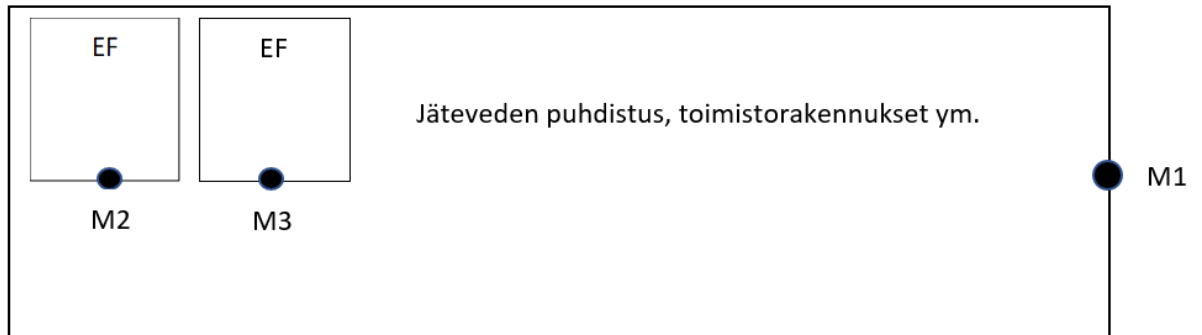 EF
EF
Jäteveden puhdistus, toimistorakennukset ym.
M1
M2
M3